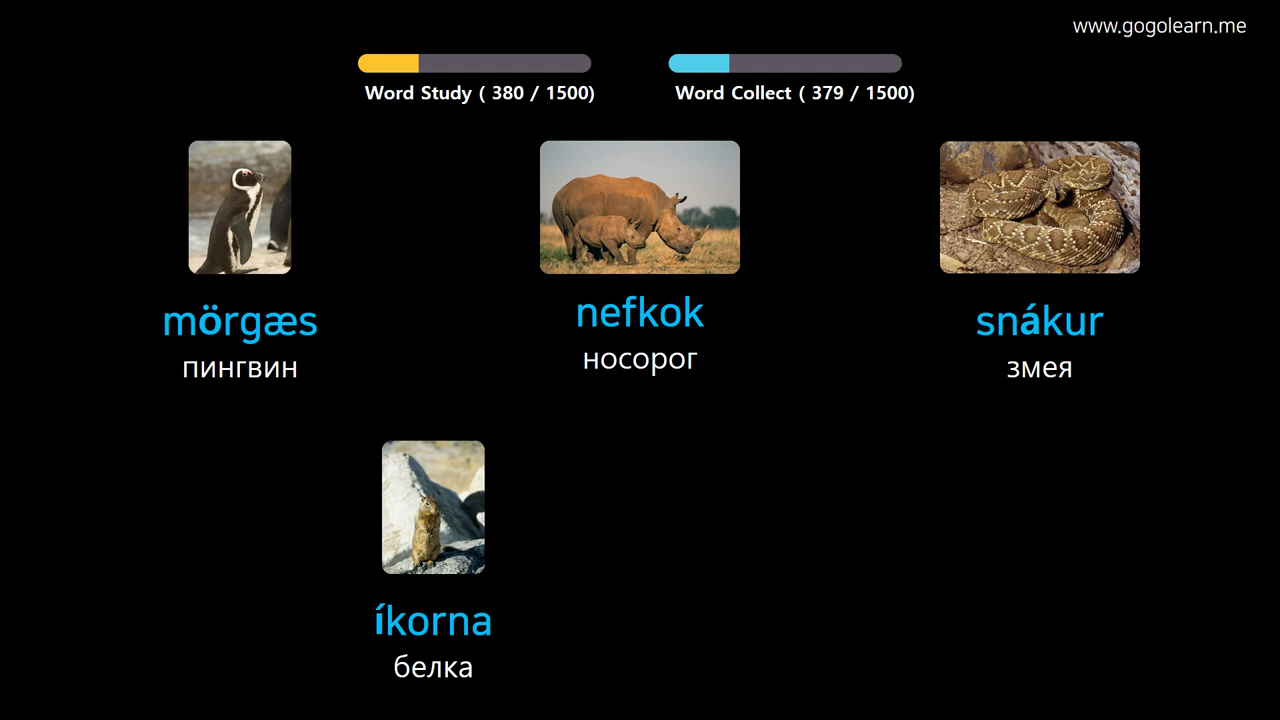 www.gogolearn.me
Word Study ( 380 / 1500)
Word Collect ( 379 / 1500)
mörgæs
пингвин
nefkok
носорог
snákur
змея
íkorna
белка